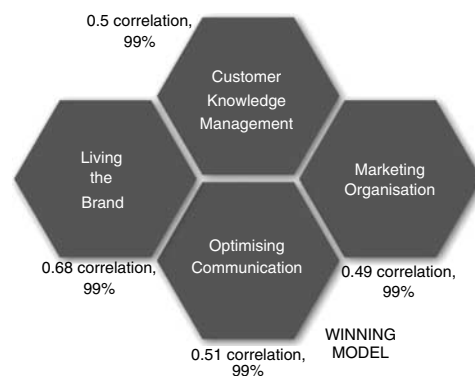 0.5 correlation,
99%
Customer
Knowledge
Management
Living
the
Brand
Marketing
Organisation
Optimising
Communication
0.68 correlation,
99%
0.49 correlation,
99%
0.51 correlation,
99%
WINNING
MODEL